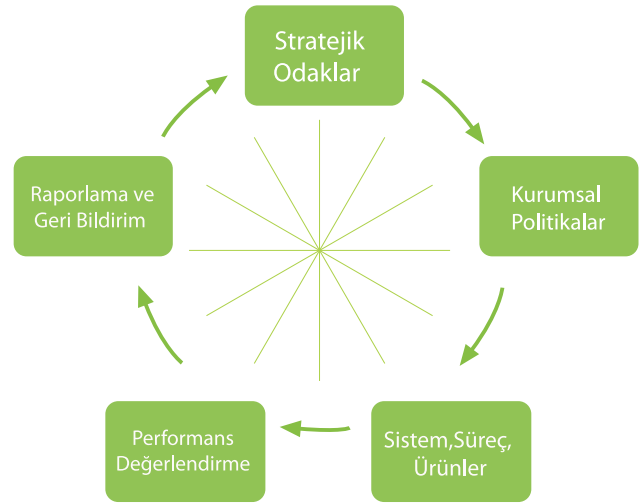 Stratejik
Odaklar
Kurumsal
Politikalar
Sistem,Süreç,
Ürünler
Performans
Değerlendirme
Raporlama ve
Geri Bildirim